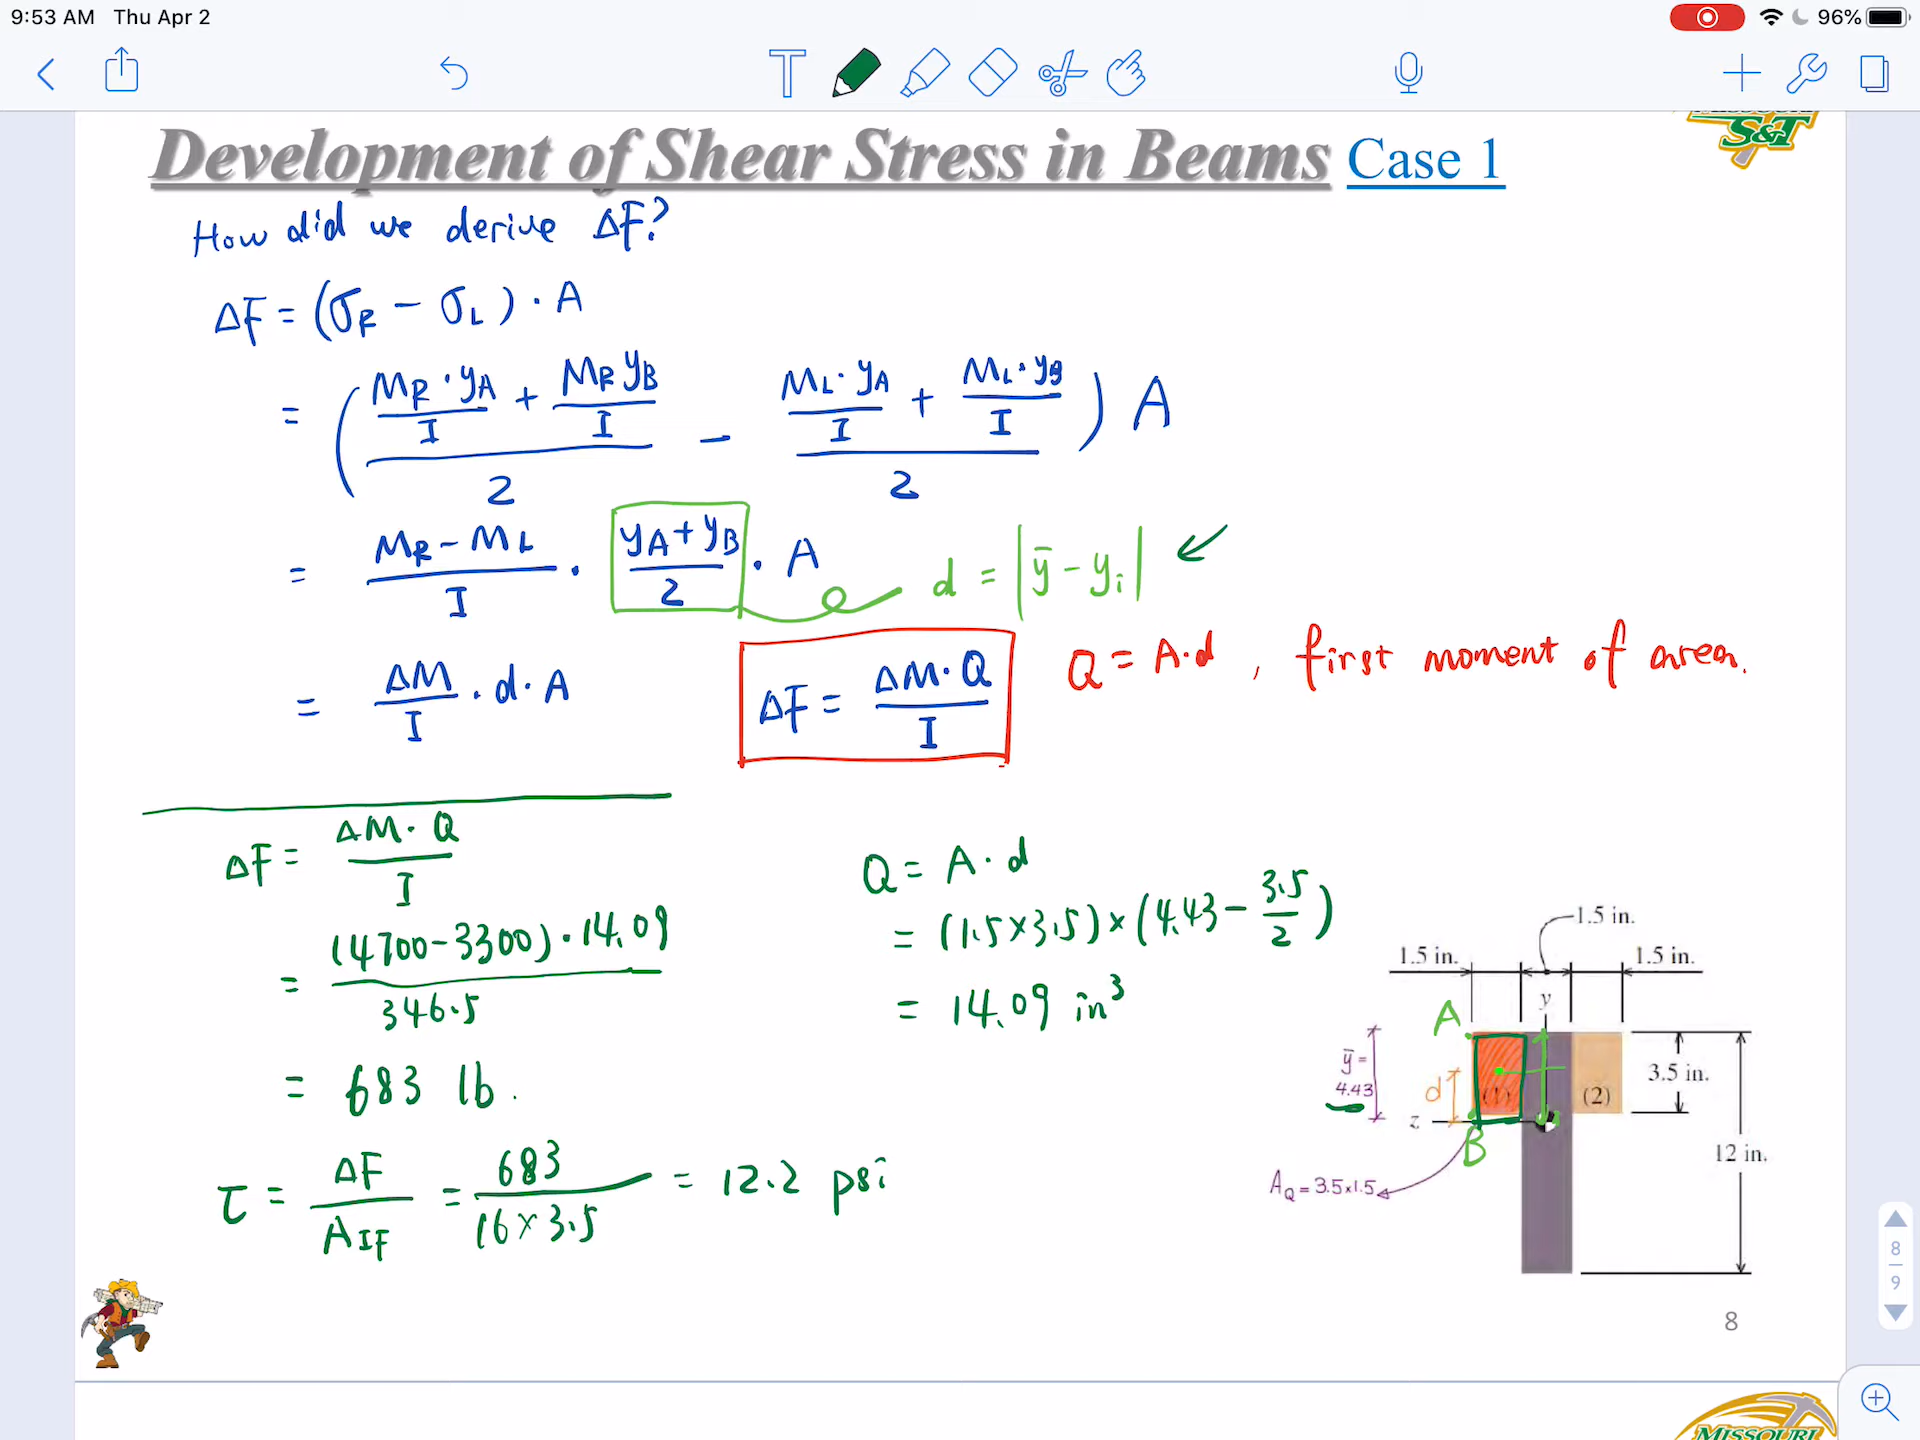 9:53 AM Thu Apr 2 96%
Development of Shear Stress in Beams Case 1
S&T
How did we derive ΔF?
ΔF = (σR − σL) · A
= ( (MR · yA / I + MR yB / I) / 2 − (ML · yA / I + ML · yB / I) / 2 ) A
= (MR − ML) / I · (yA + yB) / 2 · A d = |ȳ − yi|
= ΔM / I · d · A ΔF = ΔM · Q / I Q = A·d , first moment of area.
ΔF = ΔM · Q / I
= (4700−3300) · 14.09 / 346.5
= 683 lb.
τ = ΔF / AIF = 683 / (16 × 3.5) = 12.2 psi
Q = A · d
= (1.5×3.5) × (4.43 − 3.5/2)
= 14.09 in³
1.5 in.
1.5 in. 1.5 in.
y
A
ȳ = 4.43
d
(1) (2)
3.5 in.
z
B
12 in.
AQ = 3.5×1.5
8
8
9
MISSOURI